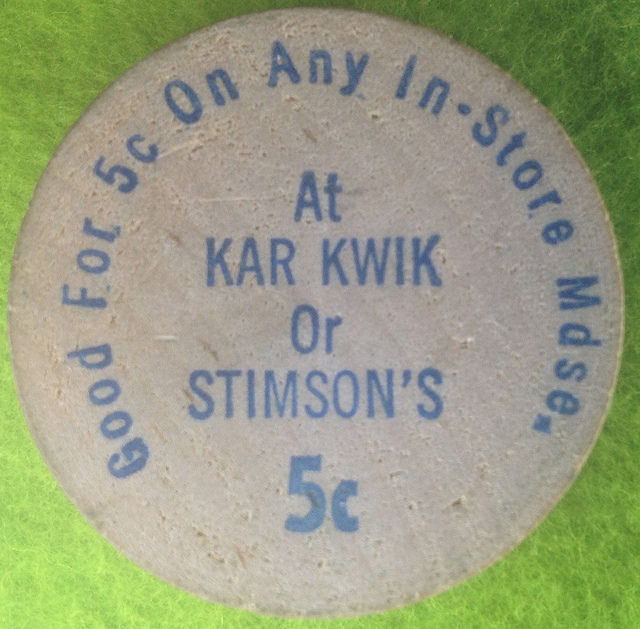 Good For 5c On Any In-Store Mdse.
At
KAR KWIK
Or
STIMSON'S
5c